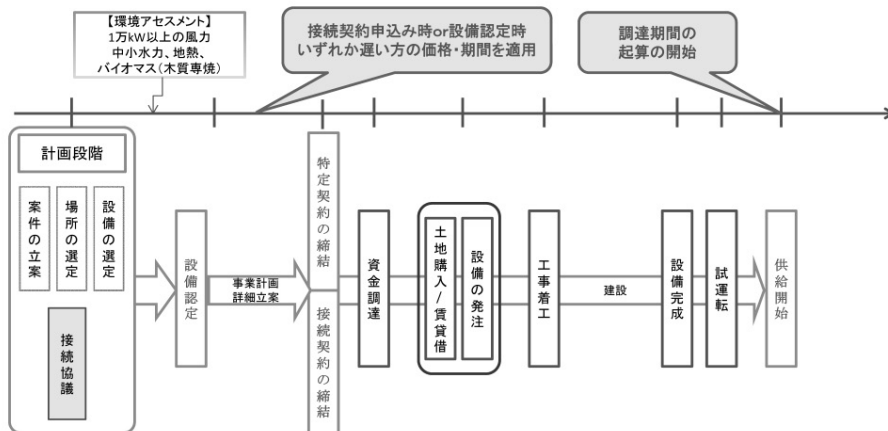 【環境アセスメント】
1万kW以上の風力
中小水力、地熱、
バイオマス(木質専焼)
接続契約申込み時or設備認定時
いずれか遅い方の価格・期間を適用
調達期間の
起算の開始
計画段階
案件の立案
場所の選定
設備の選定
接続協議
設備認定
事業計画
詳細立案
特定契約の締結
接続契約の締結
資金調達
土地購入/賃貸借
設備の発注
工事着工
建設
設備完成
試運転
供給開始